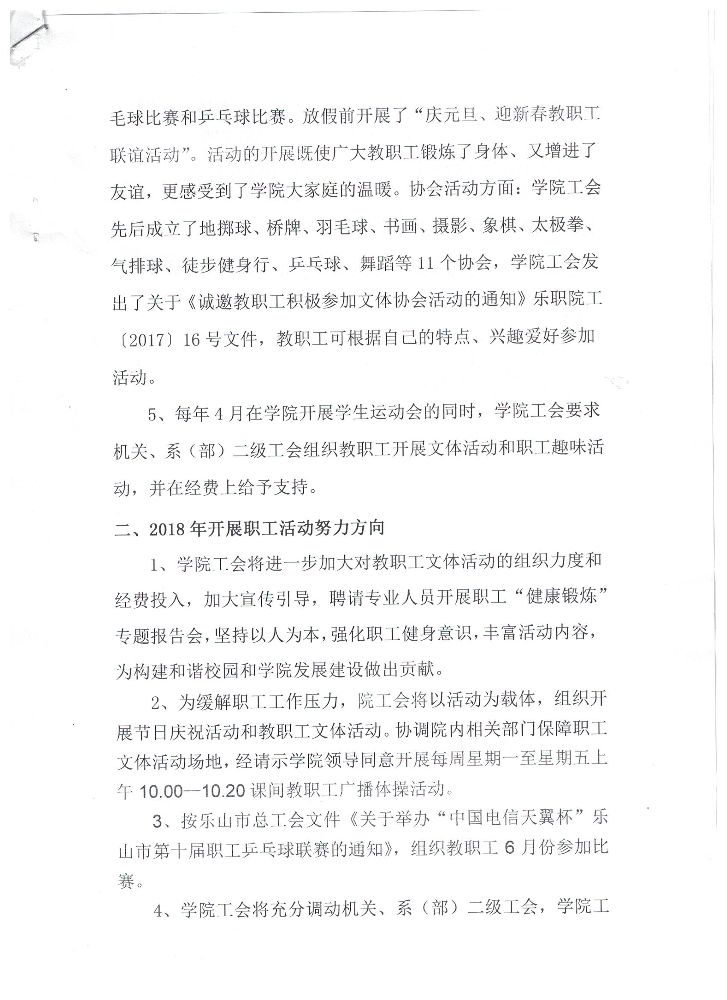 毛球比赛和乒乓球比赛。放假前开展了“庆元旦、迎新春教职工
联谊活动”。活动的开展既使广大教职工锻炼了身体、又增进了
友谊，更感受到了学院大家庭的温暖。协会活动方面：学院工会
先后成立了地掷球、桥牌、羽毛球、书画、摄影、象棋、太极拳、
气排球、徒步健身行、乒乓球、舞蹈等 11 个协会，学院工会发
出了关于《诚邀教职工积极参加文体协会活动的通知》乐职院工
〔2017〕16 号文件，教职工可根据自己的特点、兴趣爱好参加
活动。
5、每年 4 月在学院开展学生运动会的同时，学院工会要求
机关、系（部）二级工会组织教职工开展文体活动和职工趣味活
动，并在经费上给予支持。
二、2018 年开展职工活动努力方向
1、学院工会将进一步加大对教职工文体活动的组织力度和
经费投入，加大宣传引导，聘请专业人员开展职工“健康锻炼”
专题报告会，坚持以人为本，强化职工健身意识，丰富活动内容，
为构建和谐校园和学院发展建设做出贡献。
2、为缓解职工工作压力，院工会将以活动为载体，组织开
展节日庆祝活动和教职工文体活动。协调院内相关部门保障职工
文体活动场地，经请示学院领导同意开展每周星期一至星期五上
午 10.00—10.20 课间教职工广播体操活动。
3、按乐山市总工会文件《关于举办“中国电信天翼杯”乐
山市第十届职工乒乓球联赛的通知》，组织教职工 6 月份参加比
赛。
4、学院工会将充分调动机关、系（部）二级工会，学院工